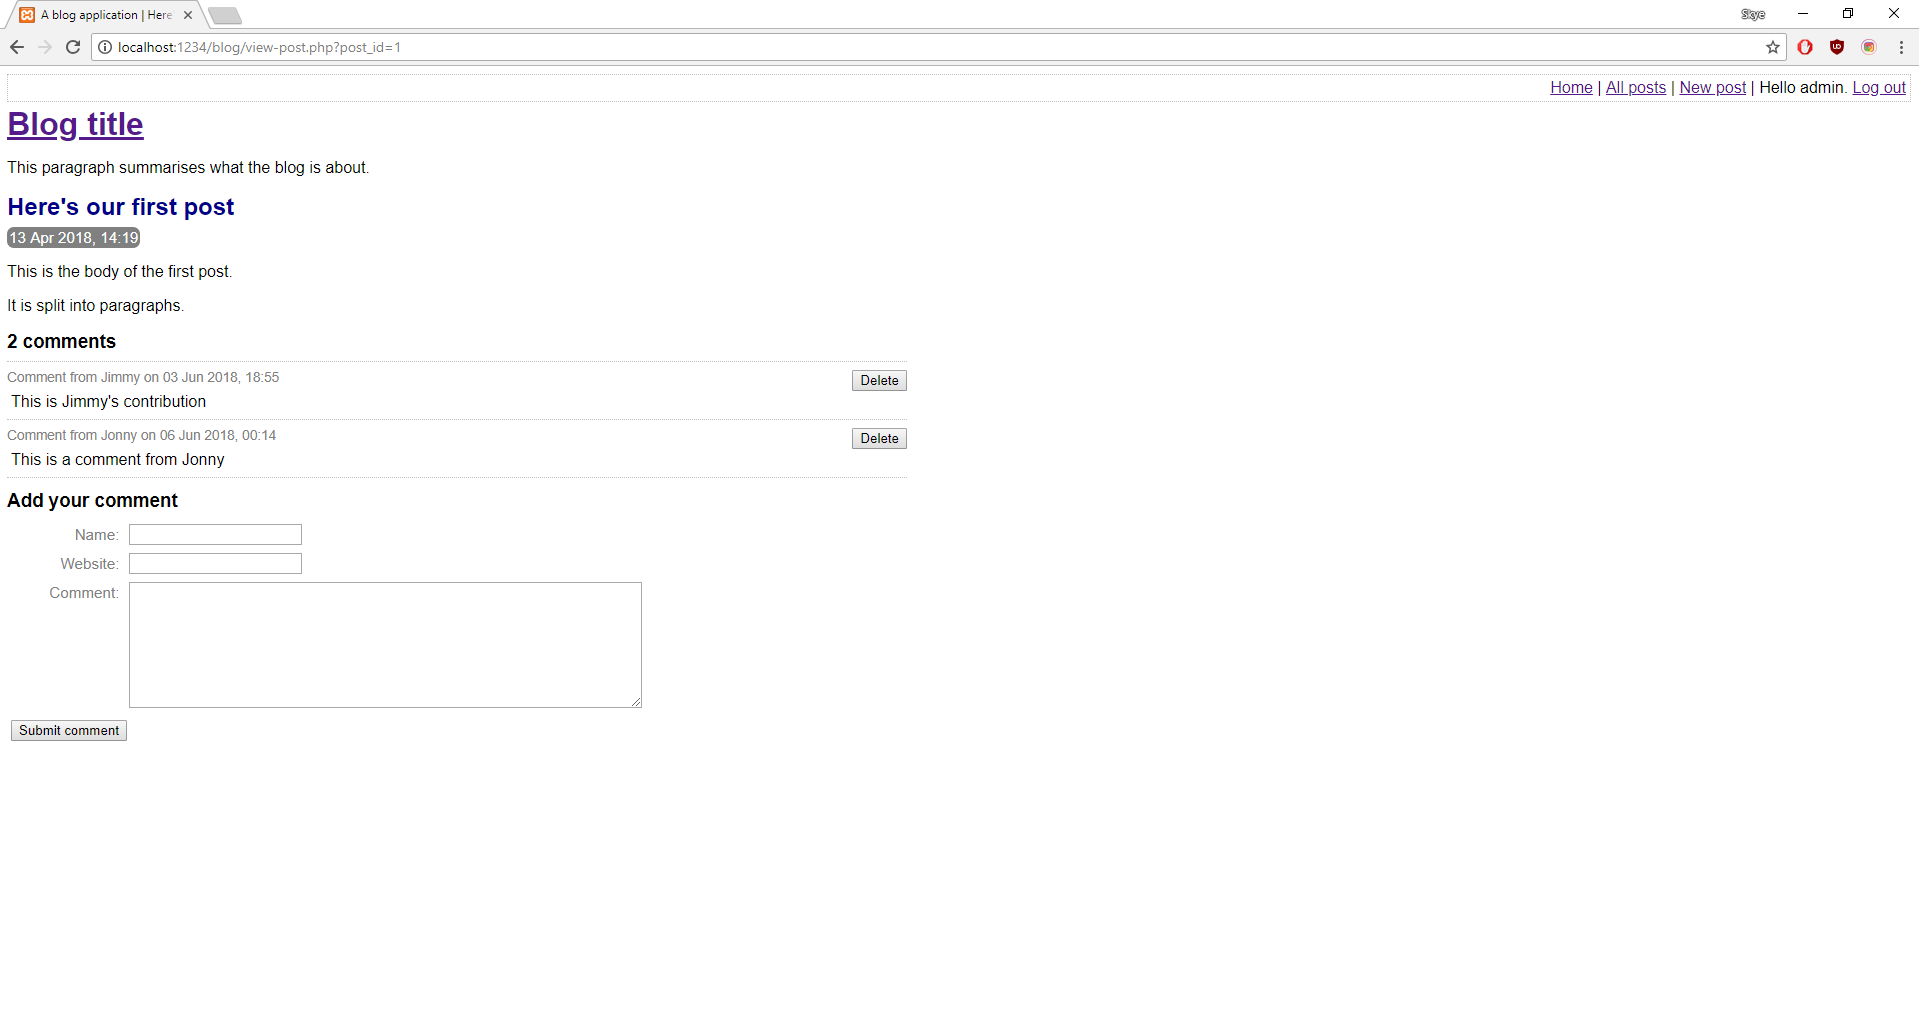 A blog application | Here
Skye
localhost:1234/blog/view-post.php?post_id=1
Home | All posts | New post | Hello admin. Log out
Blog title
This paragraph summarises what the blog is about.
Here's our first post
13 Apr 2018, 14:19
This is the body of the first post.
It is split into paragraphs.
2 comments
Comment from Jimmy on 03 Jun 2018, 18:55
Delete
This is Jimmy's contribution
Comment from Jonny on 06 Jun 2018, 00:14
Delete
This is a comment from Jonny
Add your comment
Name:
Website:
Comment:
Submit comment